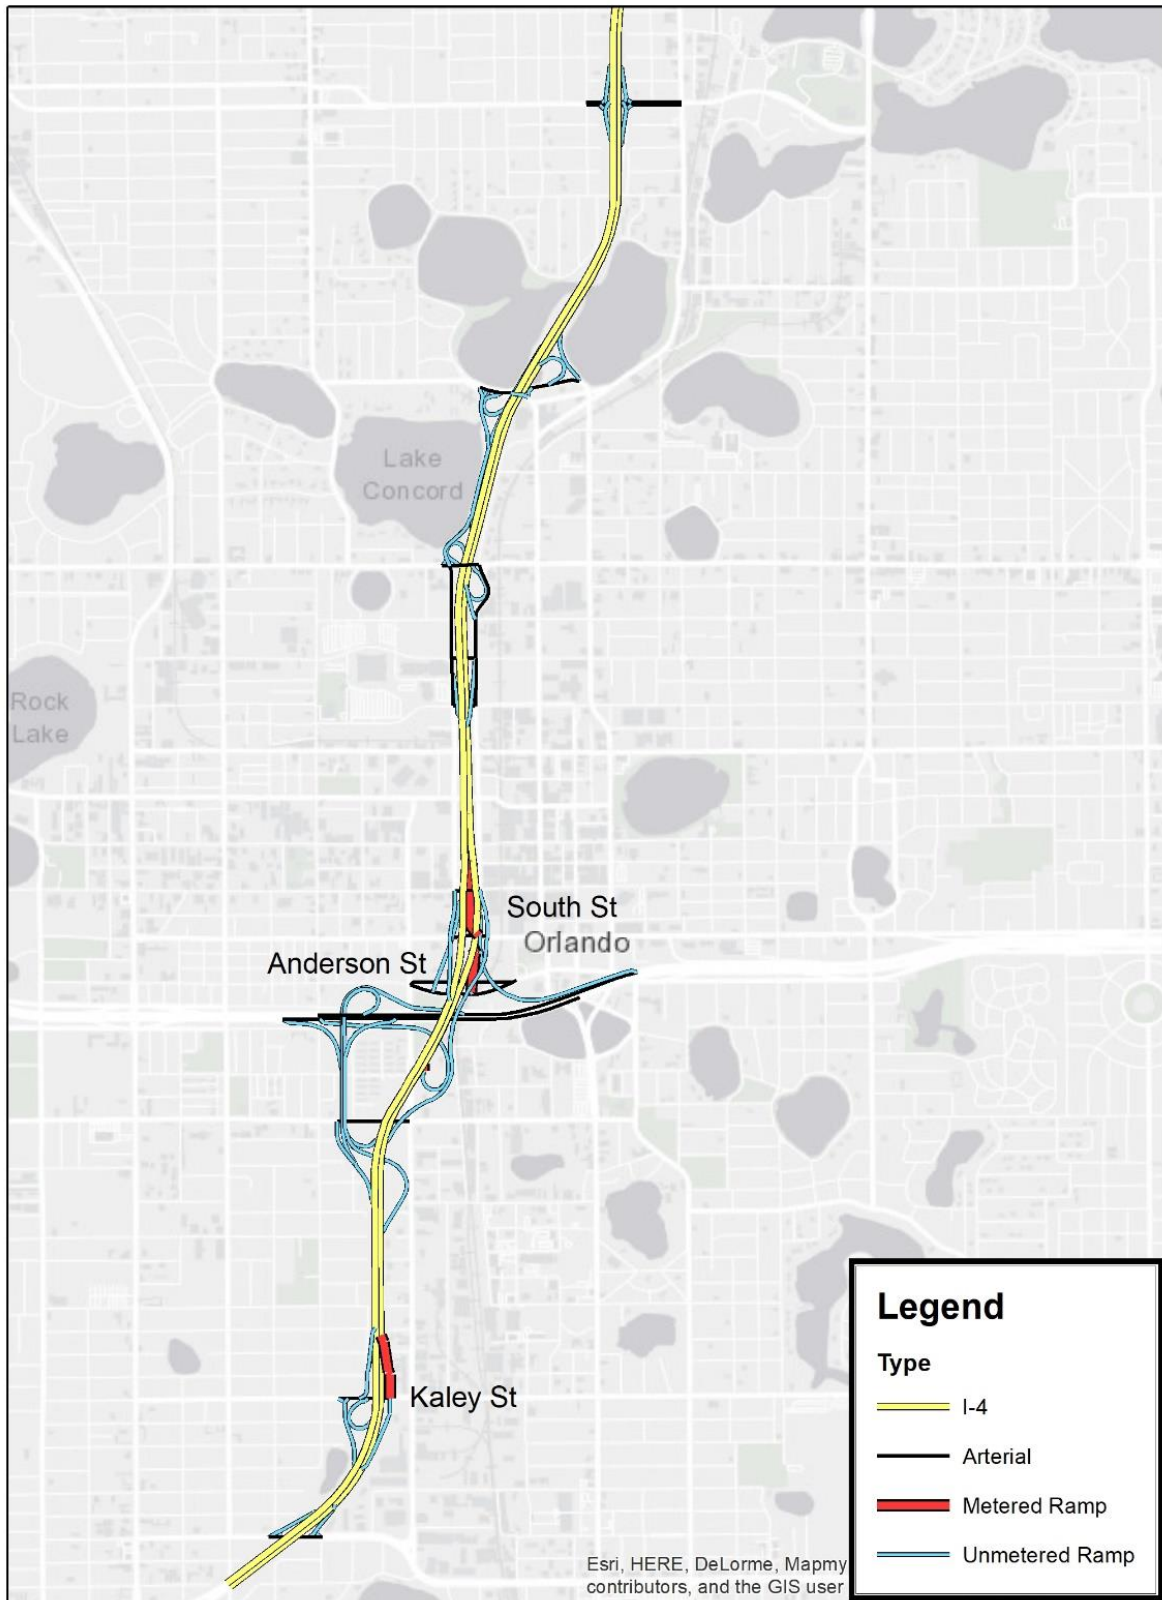 Lake
Concord
Rock
Lake
South St
Orlando
Anderson St
Kaley St
Legend
Type
I-4
Arterial
Metered Ramp
Unmetered Ramp
Esri, HERE, DeLorme, Mapmy
contributors, and the GIS user